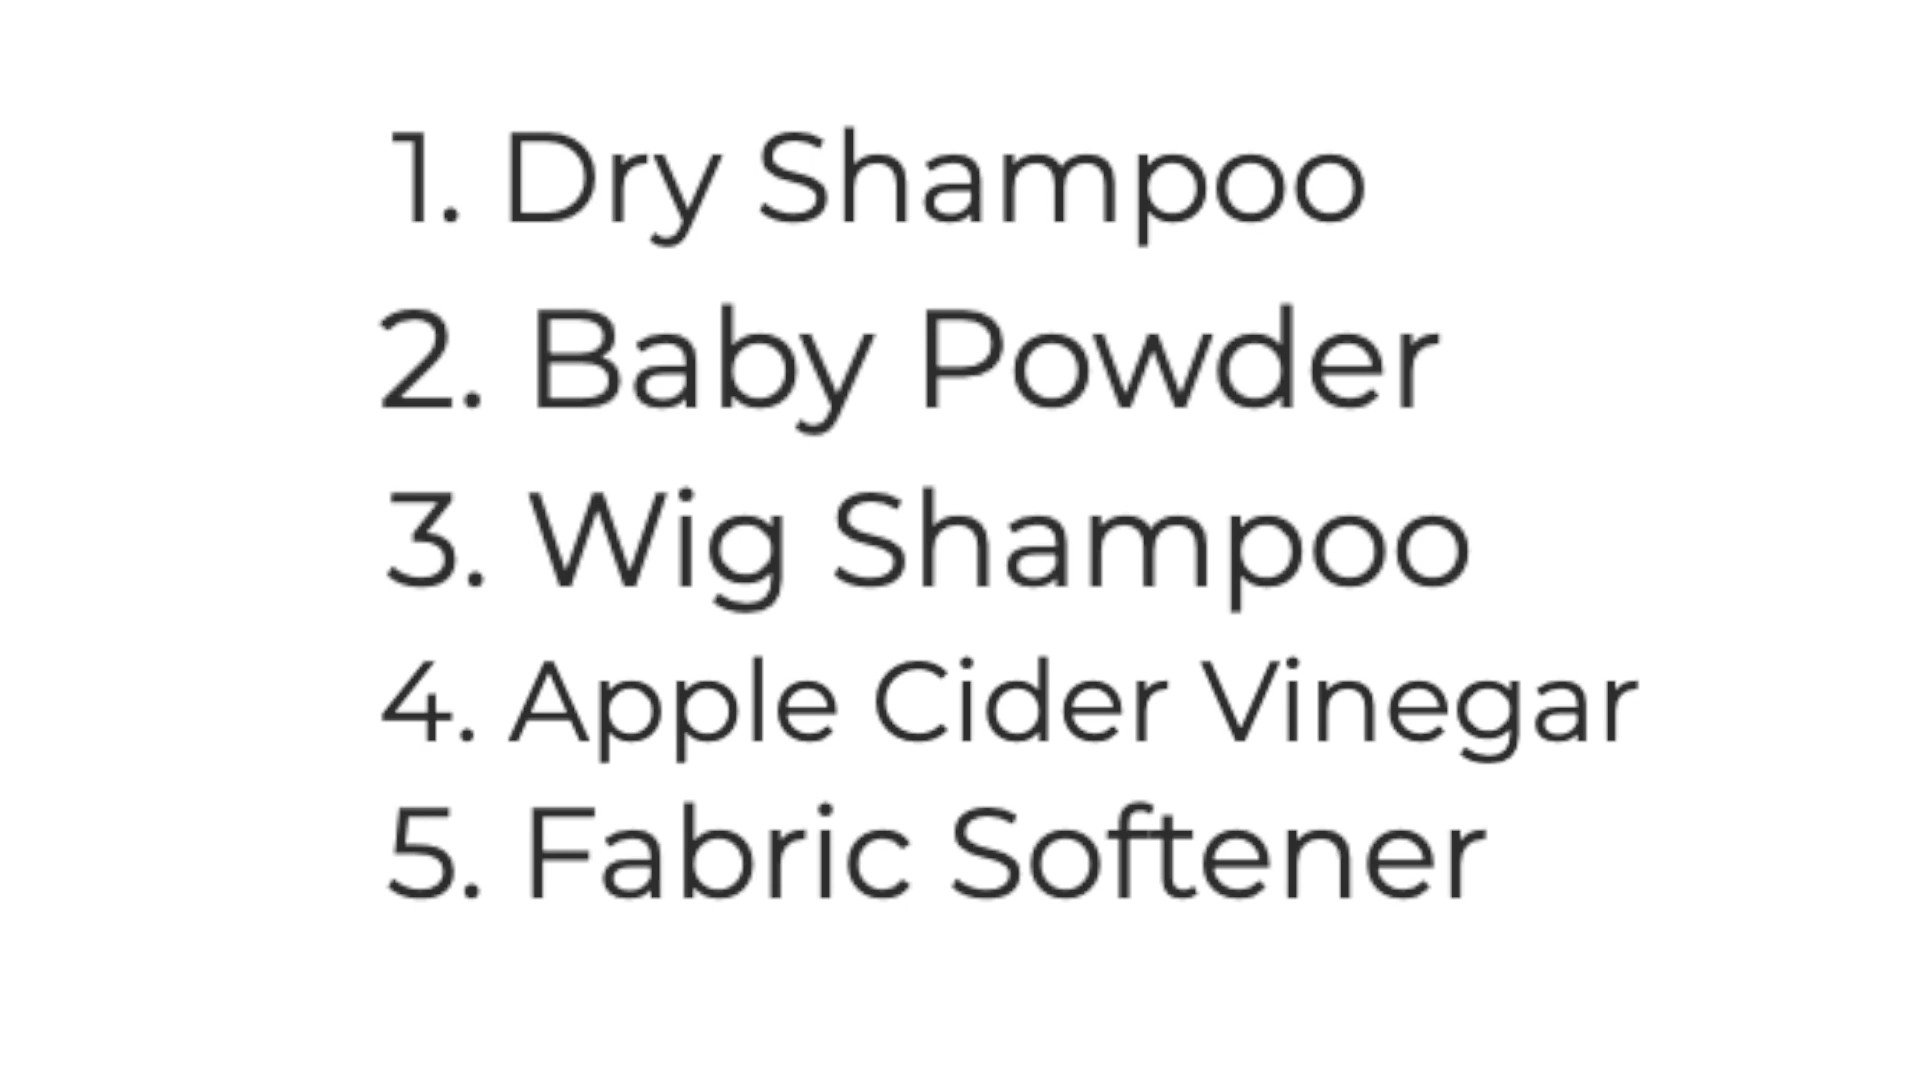 1. Dry Shampoo
2. Baby Powder
3. Wig Shampoo
4. Apple Cider Vinegar
5. Fabric Softener